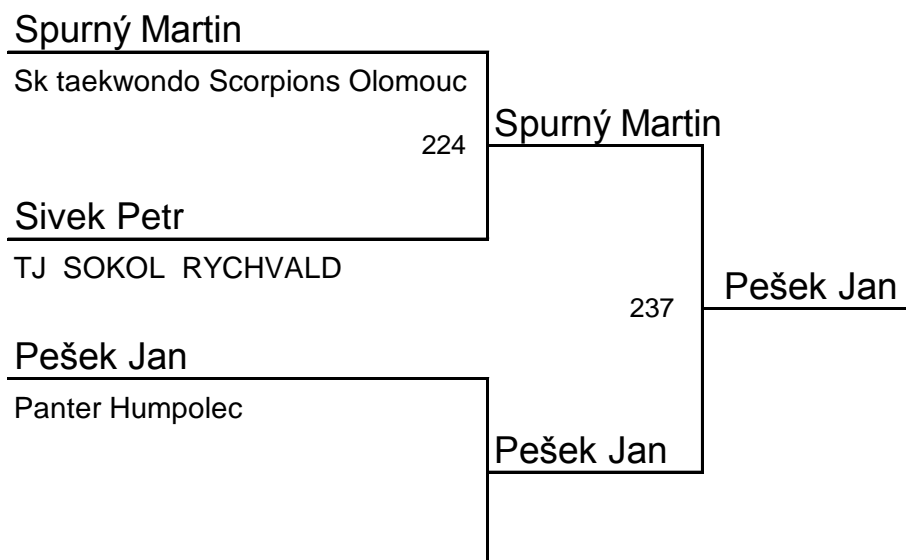 Spurný Martin
Sk taekwondo Scorpions Olomouc
224
Spurný Martin
Sivek Petr
TJ SOKOL RYCHVALD
237
Pešek Jan
Pešek Jan
Panter Humpolec
Pešek Jan